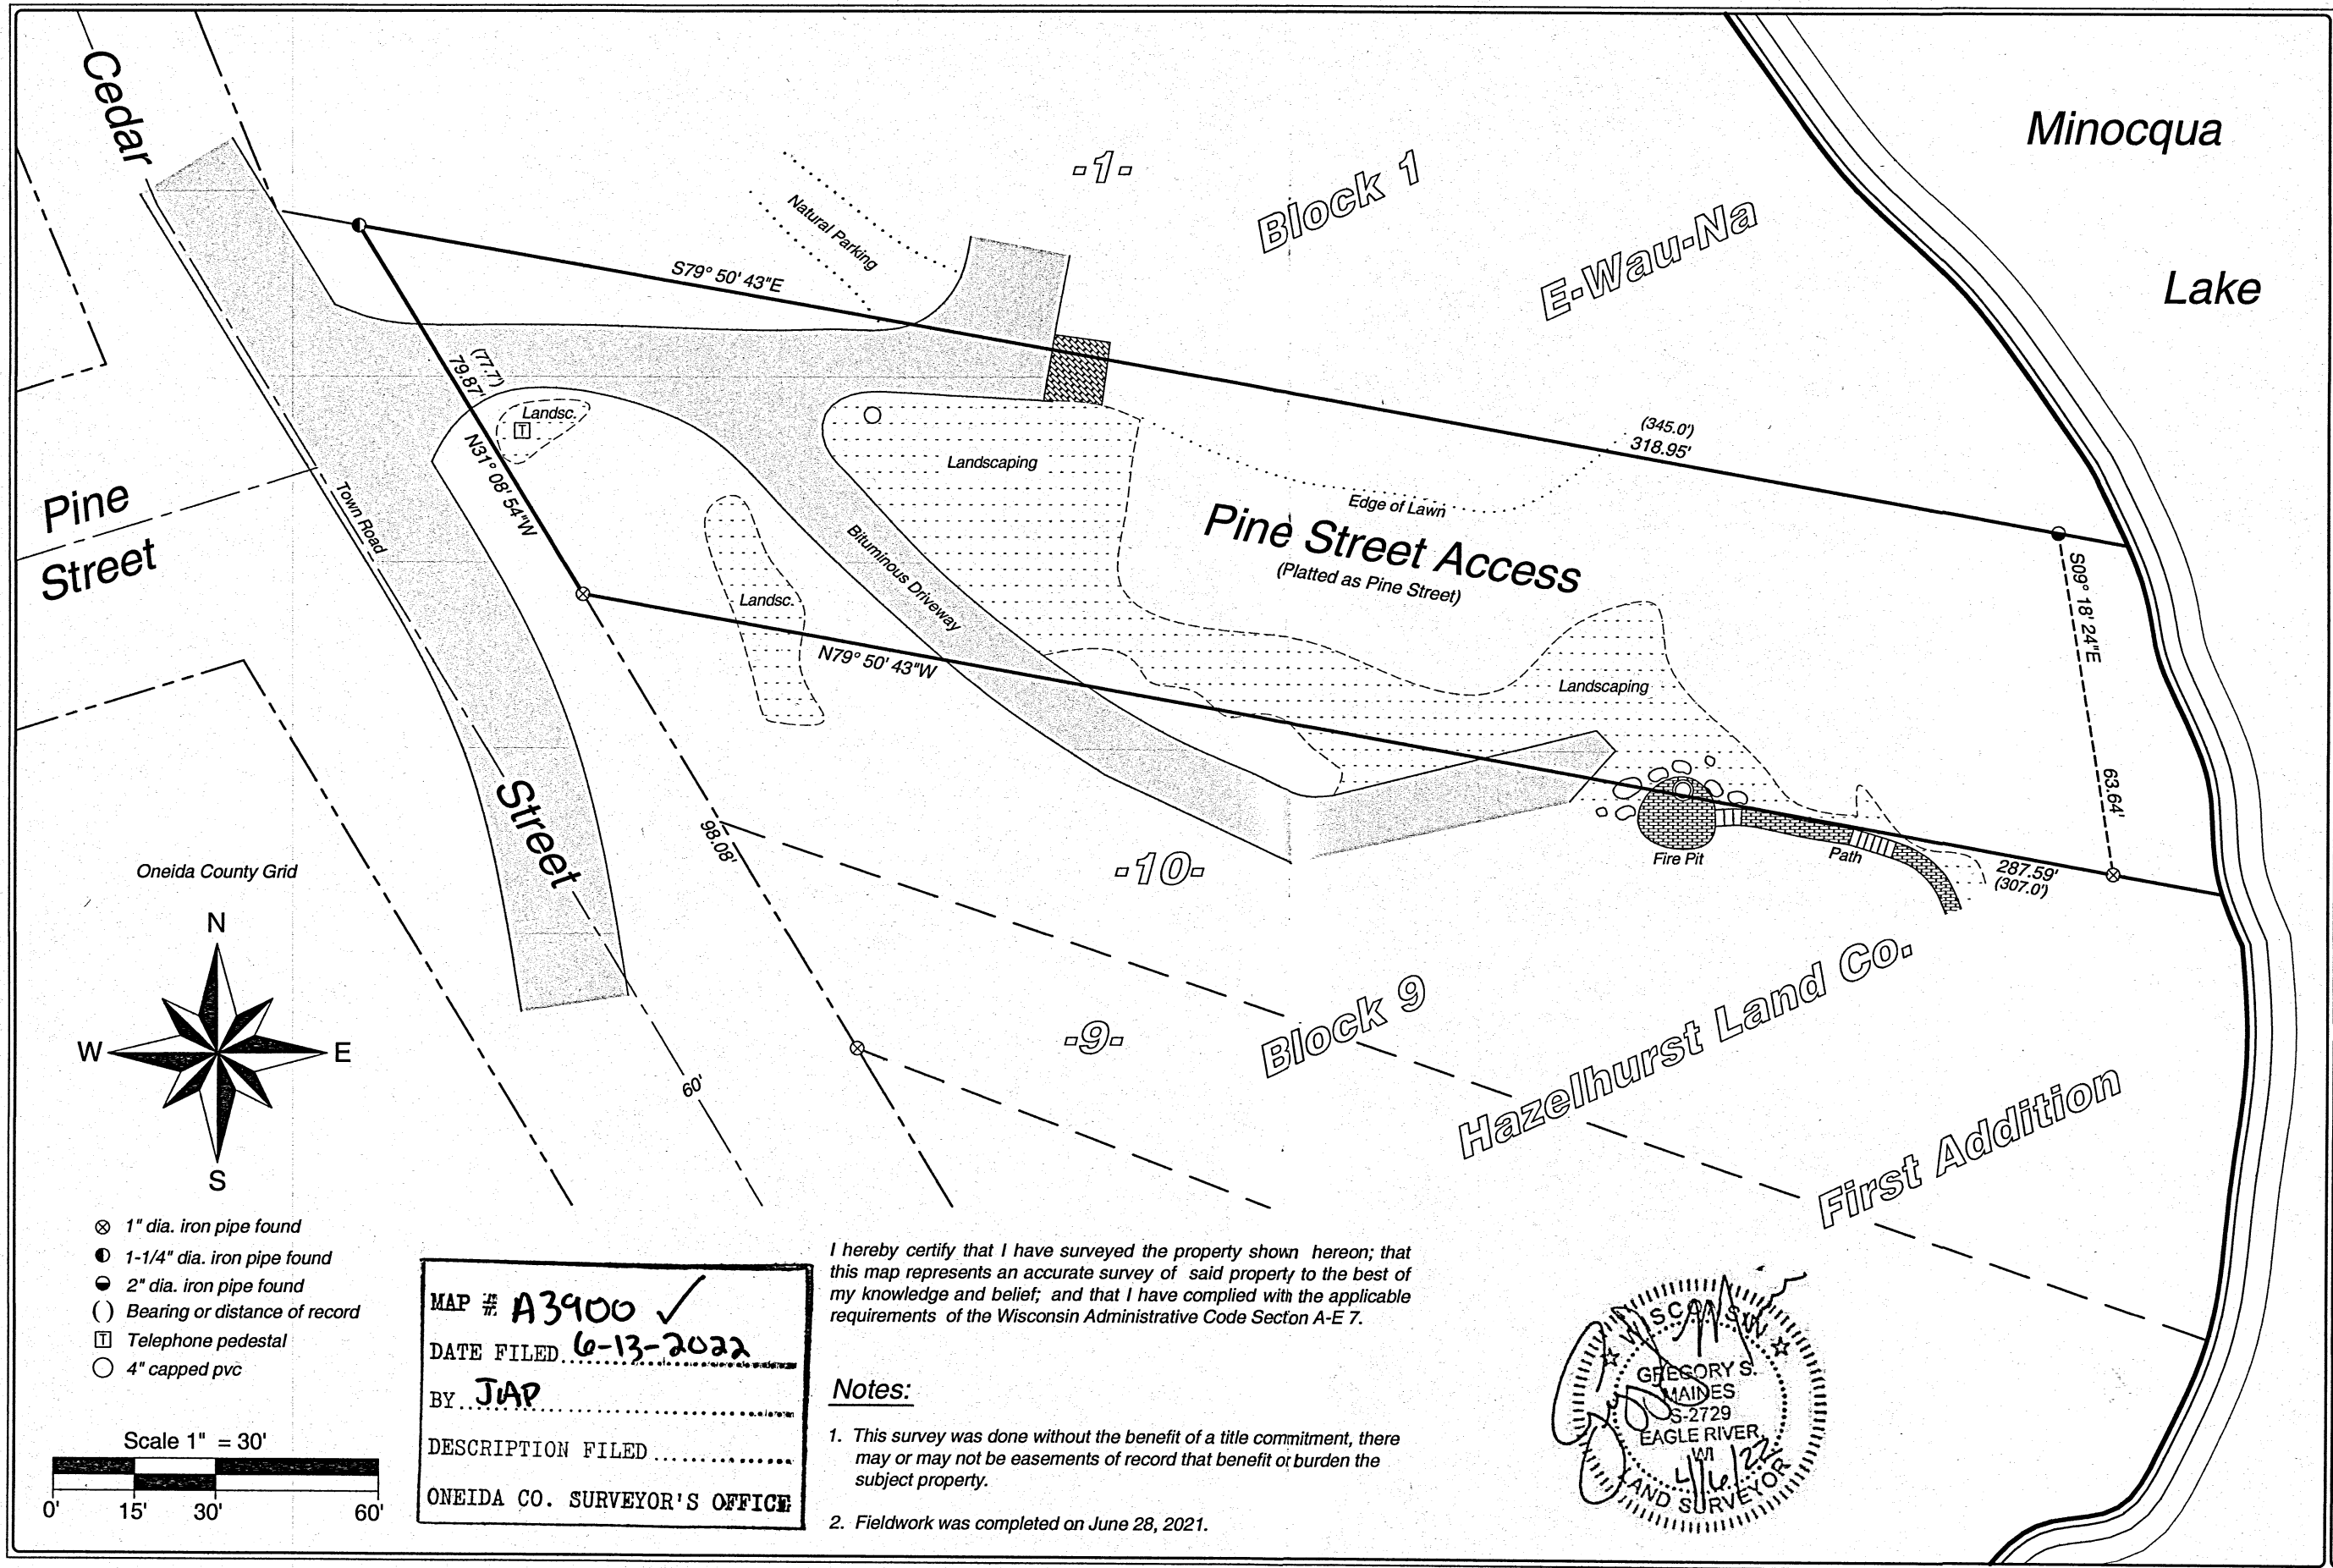 Cedar
Minocqua
Lake
-1-
Block 1
E-Wau-Na
Natural Parking
S79° 50' 43"E
(77.7')
79.87'
N31° 08' 54"W
Landsc.
T
Landscaping
(345.0')
318.95'
Edge of Lawn
Pine Street Access
(Platted as Pine Street)
Pine
Street
Town Road
Bituminous Driveway
Landsc.
N79° 50' 43"W
Landscaping
S09° 18' 24"E
63.64'
Street
98.08'
Fire Pit
Path
287.59'
(307.0')
-10-
-9-
Block 9
Hazelhurst Land Co.
First Addition
60'
Oneida County Grid
N
W
E
S
1" dia. iron pipe found
1-1/4" dia. iron pipe found
2" dia. iron pipe found
( ) Bearing or distance of record
T Telephone pedestal
4" capped pvc
Scale 1" = 30'
0' 15' 30' 60'
MAP # A3900 ✓
DATE FILED 6-13-2022
BY JAP
DESCRIPTION FILED
ONEIDA CO. SURVEYOR'S OFFICE
I hereby certify that I have surveyed the property shown hereon; that
this map represents an accurate survey of said property to the best of
my knowledge and belief; and that I have complied with the applicable
requirements of the Wisconsin Administrative Code Secton A-E 7.
Notes:
1. This survey was done without the benefit of a title commitment, there
may or may not be easements of record that benefit or burden the
subject property.
2. Fieldwork was completed on June 28, 2021.
WISCONSIN
GREGORY S.
MAINES
S-2729
EAGLE RIVER,
WI
LAND SURVEYOR